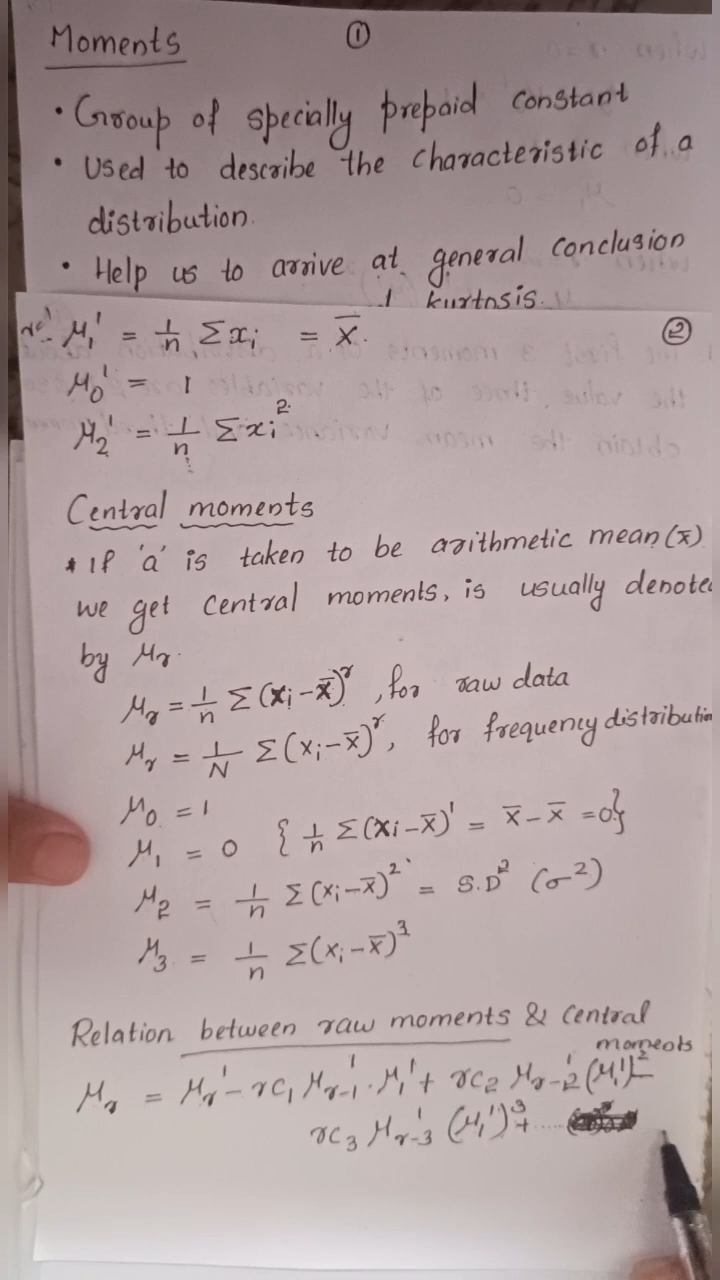 Moments ①
• Group of specially prepaid constant
• Used to describe the characteristic of a
distribution.
• Help us to arrive at general conclusion
kurtosis.
μ₁' = 1/n Σxᵢ = x̄. ②
μ₀' = 1
μ₂' = 1/n Σxᵢ²
Central moments
* If 'a' is taken to be arithmetic mean (x̄)
we get Central moments, is usually denote
by μᵣ.
μᵣ = 1/n Σ(xᵢ-x̄)ʳ, for raw data
μᵣ = 1/N Σ(xᵢ-x̄)ʳ, for frequency distributi
μ₀ = 1
μ₁ = 0 {1/n Σ(xᵢ-x̄)¹ = x̄-x̄ = 0}
μ₂ = 1/n Σ(xᵢ-x̄)² = S.D² (σ²)
μ₃ = 1/n Σ(xᵢ-x̄)³
Relation between raw moments & Central
moments
μᵣ = μᵣ' - rC₁ μᵣ₋₁'·μ₁' + rC₂ μᵣ₋₂' (μ₁')² -
rC₃ μᵣ₋₃' (μ₁')³ + ....